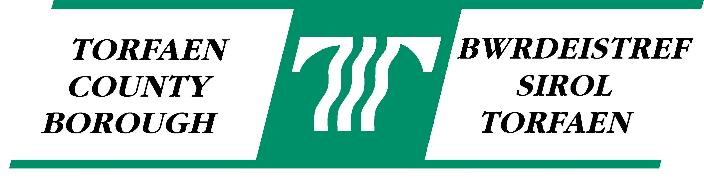 TORFAEN
COUNTY
BOROUGH
BWRDEISTREF
SIROL
TORFAEN